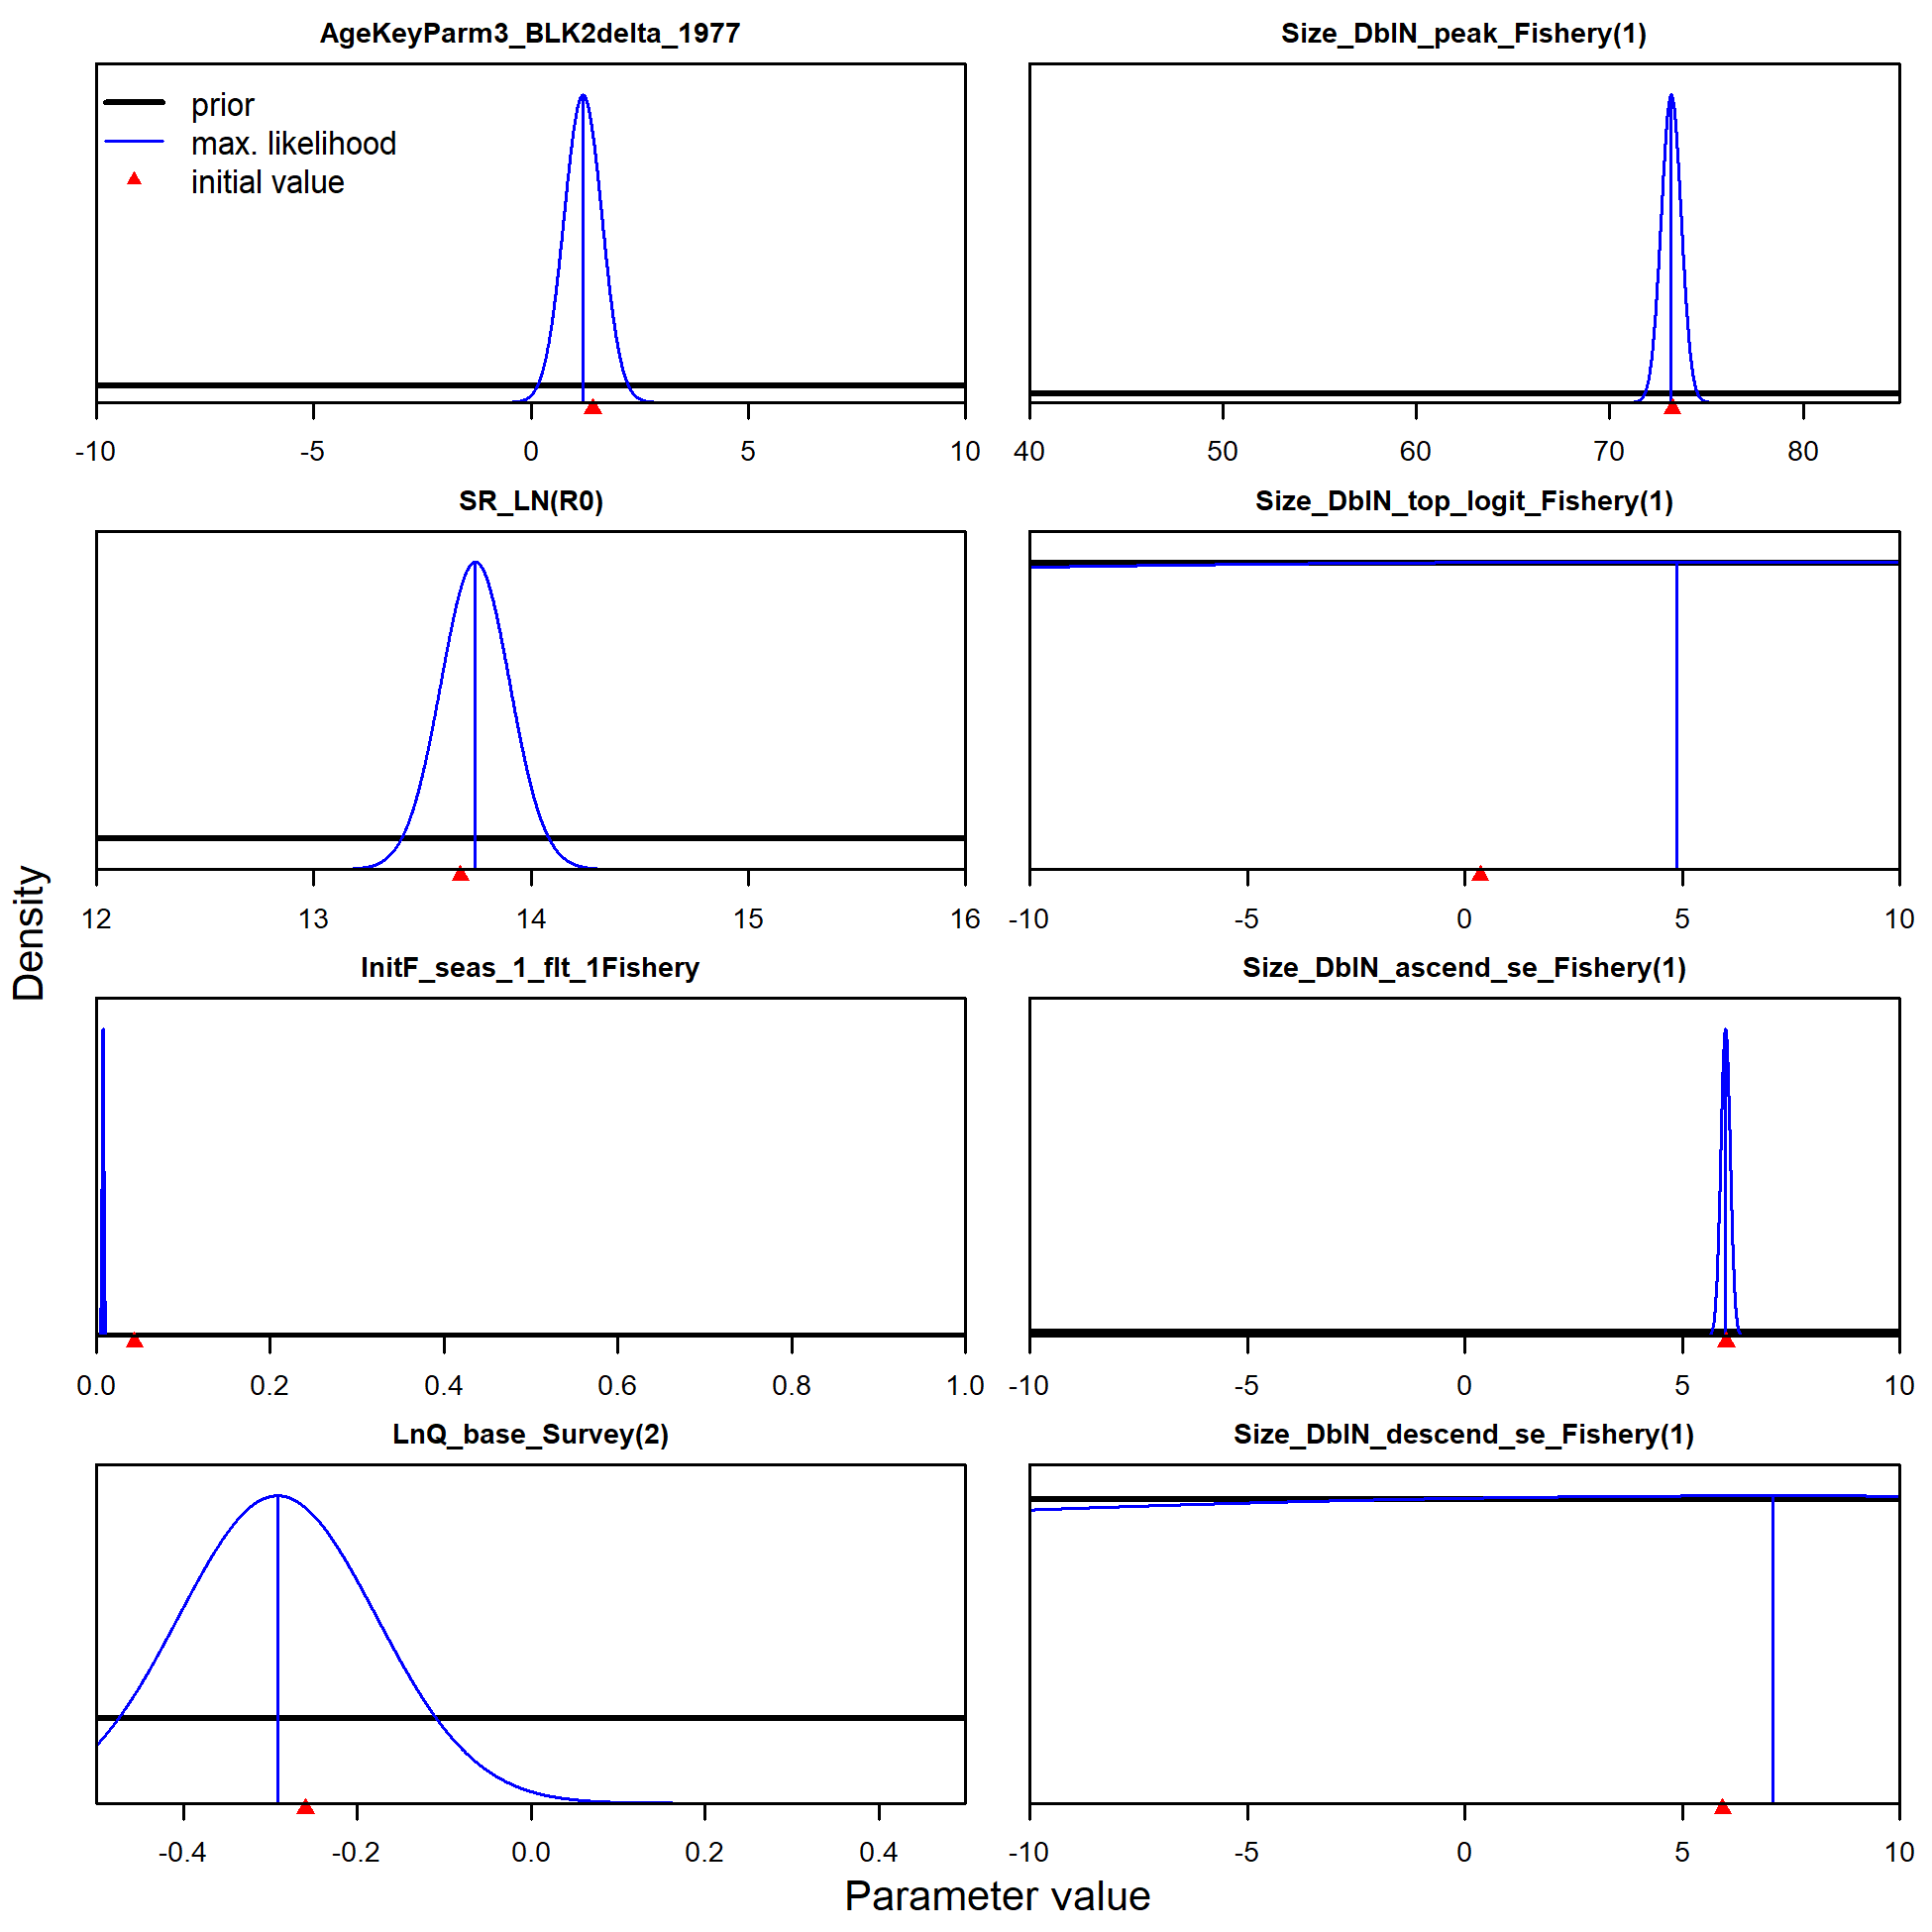 AgeKeyParm3_BLK2delta_1977
prior
max. likelihood
initial value
-10 -5 0 5 10
Size_DblN_peak_Fishery(1)
40 50 60 70 80
SR_LN(R0)
12 13 14 15 16
Size_DblN_top_logit_Fishery(1)
-10 -5 0 5 10
InitF_seas_1_flt_1Fishery
0.0 0.2 0.4 0.6 0.8 1.0
Size_DblN_ascend_se_Fishery(1)
-10 -5 0 5 10
LnQ_base_Survey(2)
-0.4 -0.2 0.0 0.2 0.4
Size_DblN_descend_se_Fishery(1)
-10 -5 0 5 10
Density
Parameter value